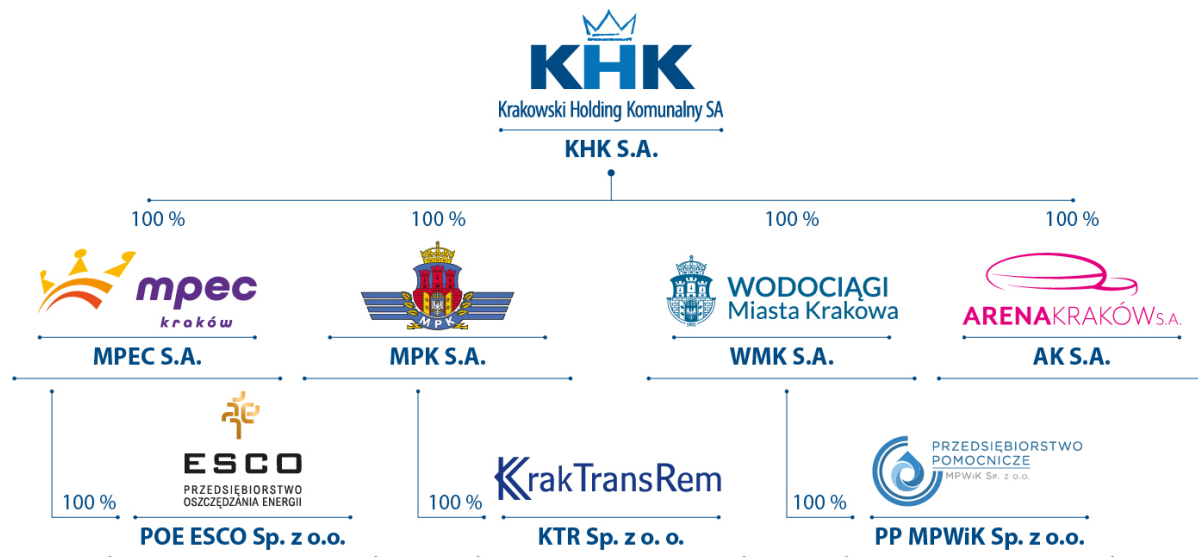 KHK
Krakowski Holding Komunalny SA
KHK S.A.
100 %
100 %
100 %
100 %
mpec
kraków
MPEC S.A.
MPK
MPK S.A.
WODOCIĄGI
Miasta Krakowa
WMK S.A.
ARENAKRAKÓWS.A.
AK S.A.
100 %
ESCO
PRZEDSIĘBIORSTWO
OSZCZĘDZANIA ENERGII
POE ESCO Sp. z o.o.
100 %
KrakTransRem
KTR Sp. z o. o.
100 %
PRZEDSIĘBIORSTWO
POMOCNICZE
MPWiK Sp. z o.o.
PP MPWiK Sp. z o.o.